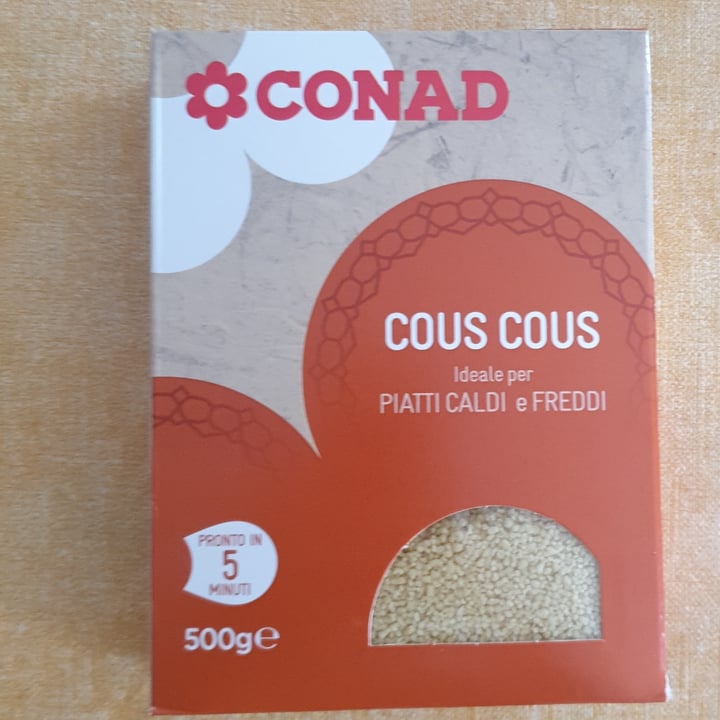 CONAD
COUS COUS
Ideale per
PIATTI CALDI e FREDDI
PRONTO IN
5
MINUTI
500g℮